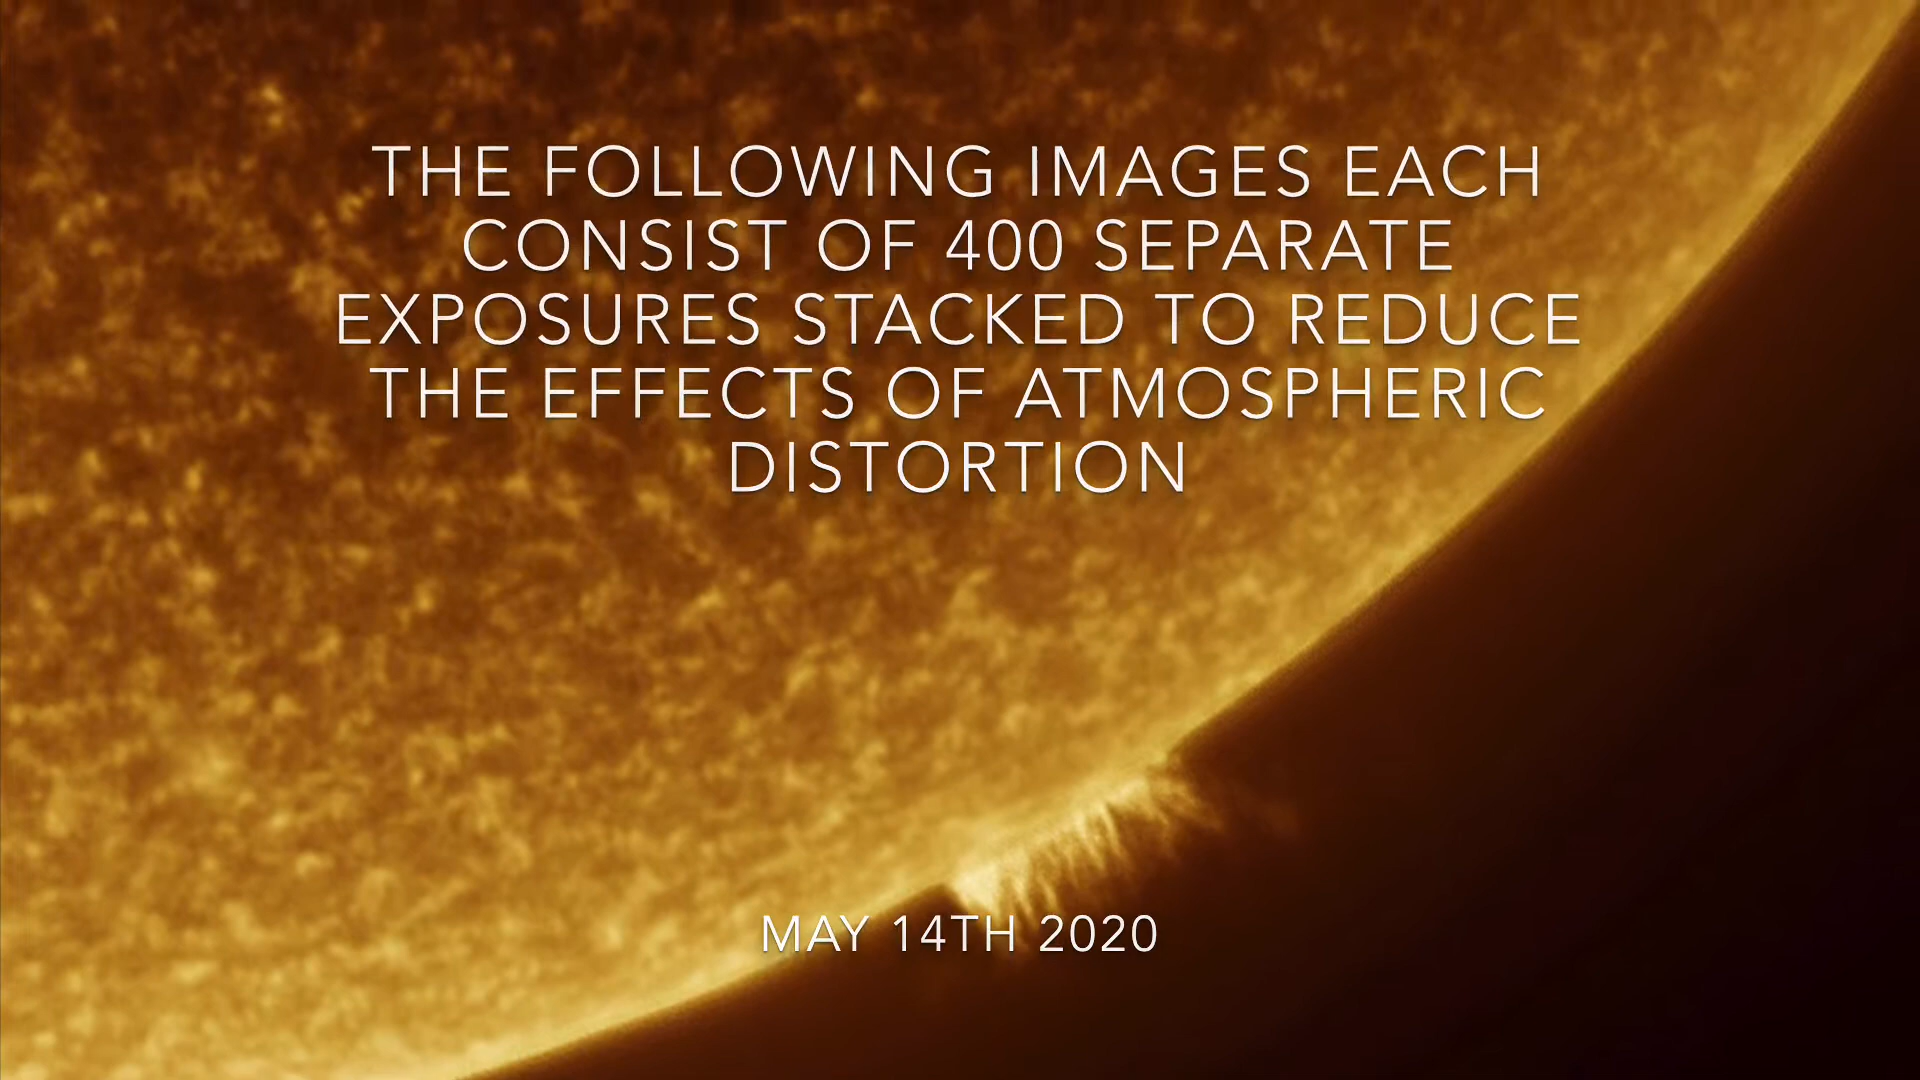 THE FOLLOWING IMAGES EACH
CONSIST OF 400 SEPARATE
EXPOSURES STACKED TO REDUCE
THE EFFECTS OF ATMOSPHERIC
DISTORTION
MAY 14TH 2020